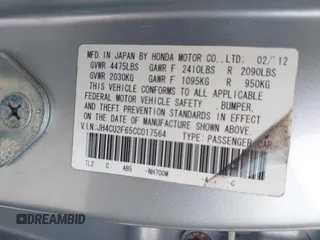 MFD. IN JAPAN BY HONDA MOTOR CO.,LTD: 02/12
GVWR 4475LBS GAWR F 2410LBS R 2090LBS
GVWR 2030KG GAWR F 1095KG R 950KG
THIS VEHICLE CONFORMS TO ALL APPLICABLE
FEDERAL MOTOR VEHICLE SAFETY, BUMPER,
AND THEFT PREVENTION STANDARDS IN EFFECT
ON THE DATE OF MANUFACTURE SHOWN ABOVE.
V.I.N:JH4CU2F65CC017564 TYPE: PASSENGER CAR
TL2 C AB5 -NH700M -A -C
DREAMBID